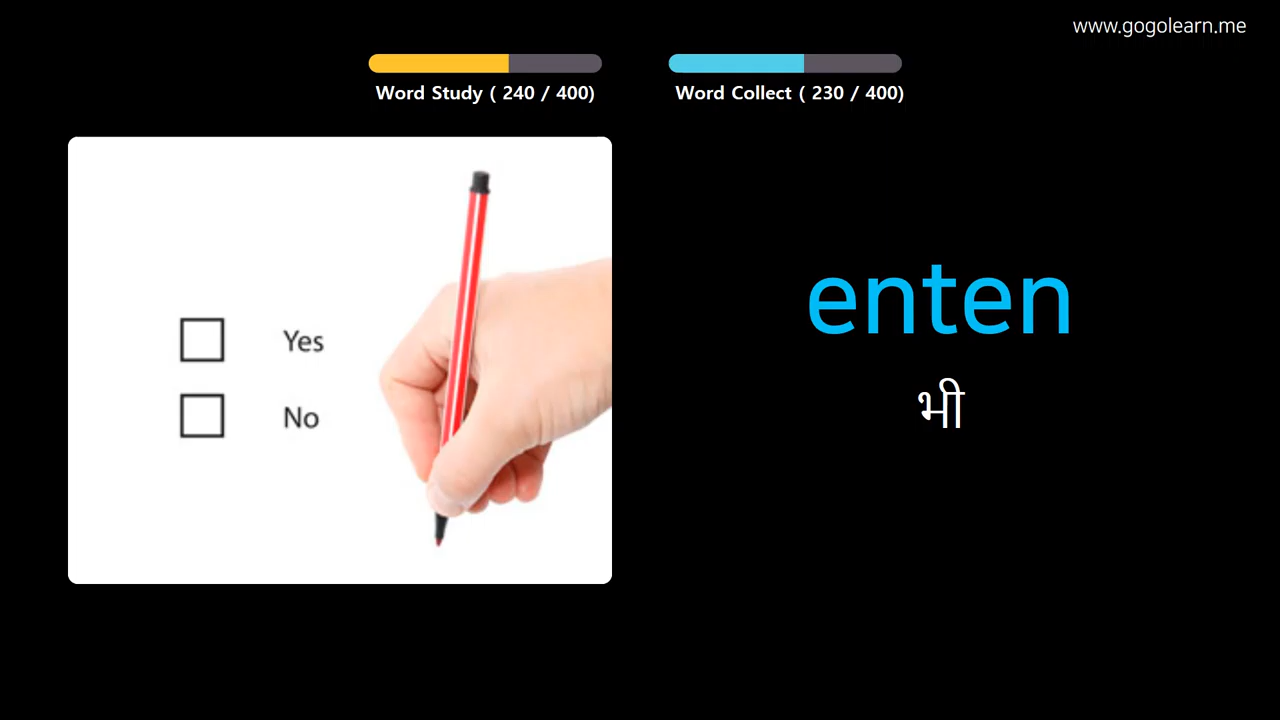 www.gogolearn.me
Word Study ( 240 / 400)
Word Collect ( 230 / 400)
Yes
No
enten
भी